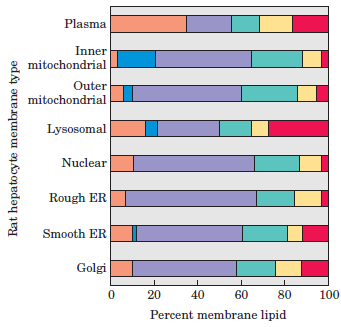 Rat hepatocyte membrane type
Plasma
Inner
mitochondrial
Outer
mitochondrial
Lysosomal
Nuclear
Rough ER
Smooth ER
Golgi
0 20 40 60 80 100
Percent membrane lipid